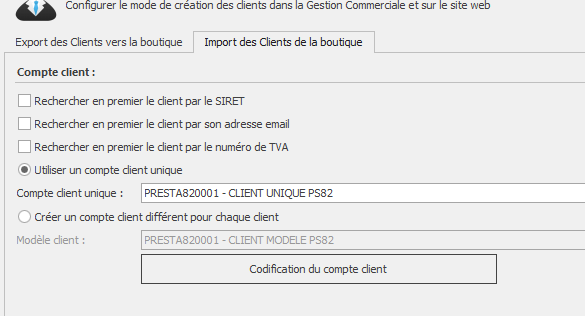 Configurer le mode de création des clients dans la Gestion Commerciale et sur le site web
Export des Clients vers la boutique
Import des Clients de la boutique
Compte client :
Rechercher en premier le client par le SIRET
Rechercher en premier le client par son adresse email
Rechercher en premier le client par le numéro de TVA
Utiliser un compte client unique
Compte client unique : PRESTA820001 - CLIENT UNIQUE PS82
Créer un compte client différent pour chaque client
Modèle client : PRESTA820001 - CLIENT MODELE PS82
Codification du compte client